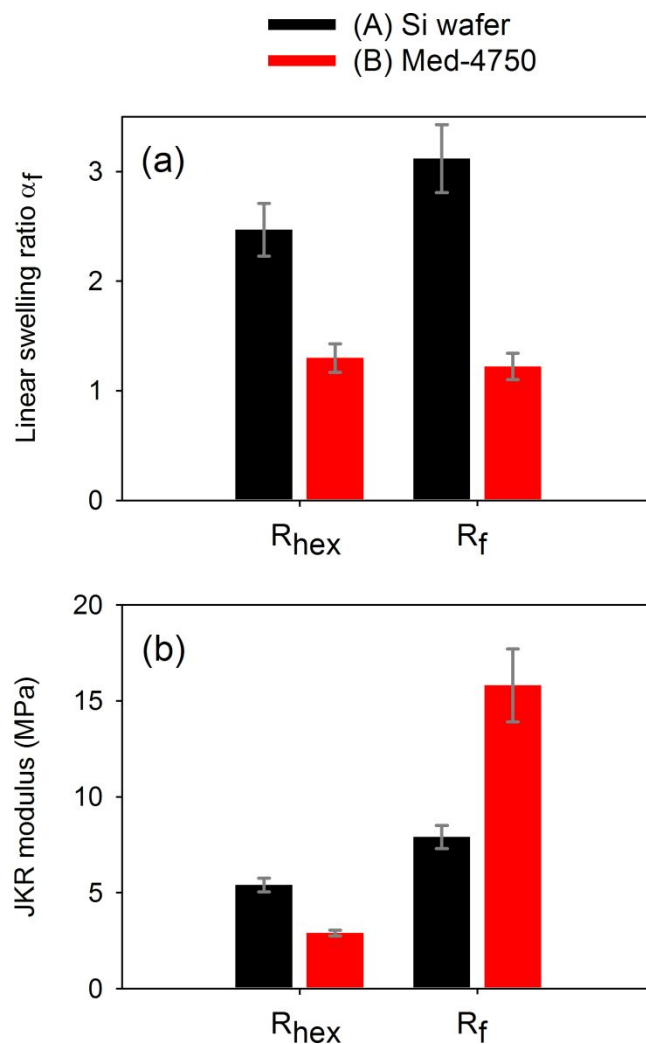 (A) Si wafer
(B) Med-4750
(a)
Linear swelling ratio αf
3
2
1
0
Rhex
Rf
(b)
JKR modulus (MPa)
20
15
10
5
0
Rhex
Rf